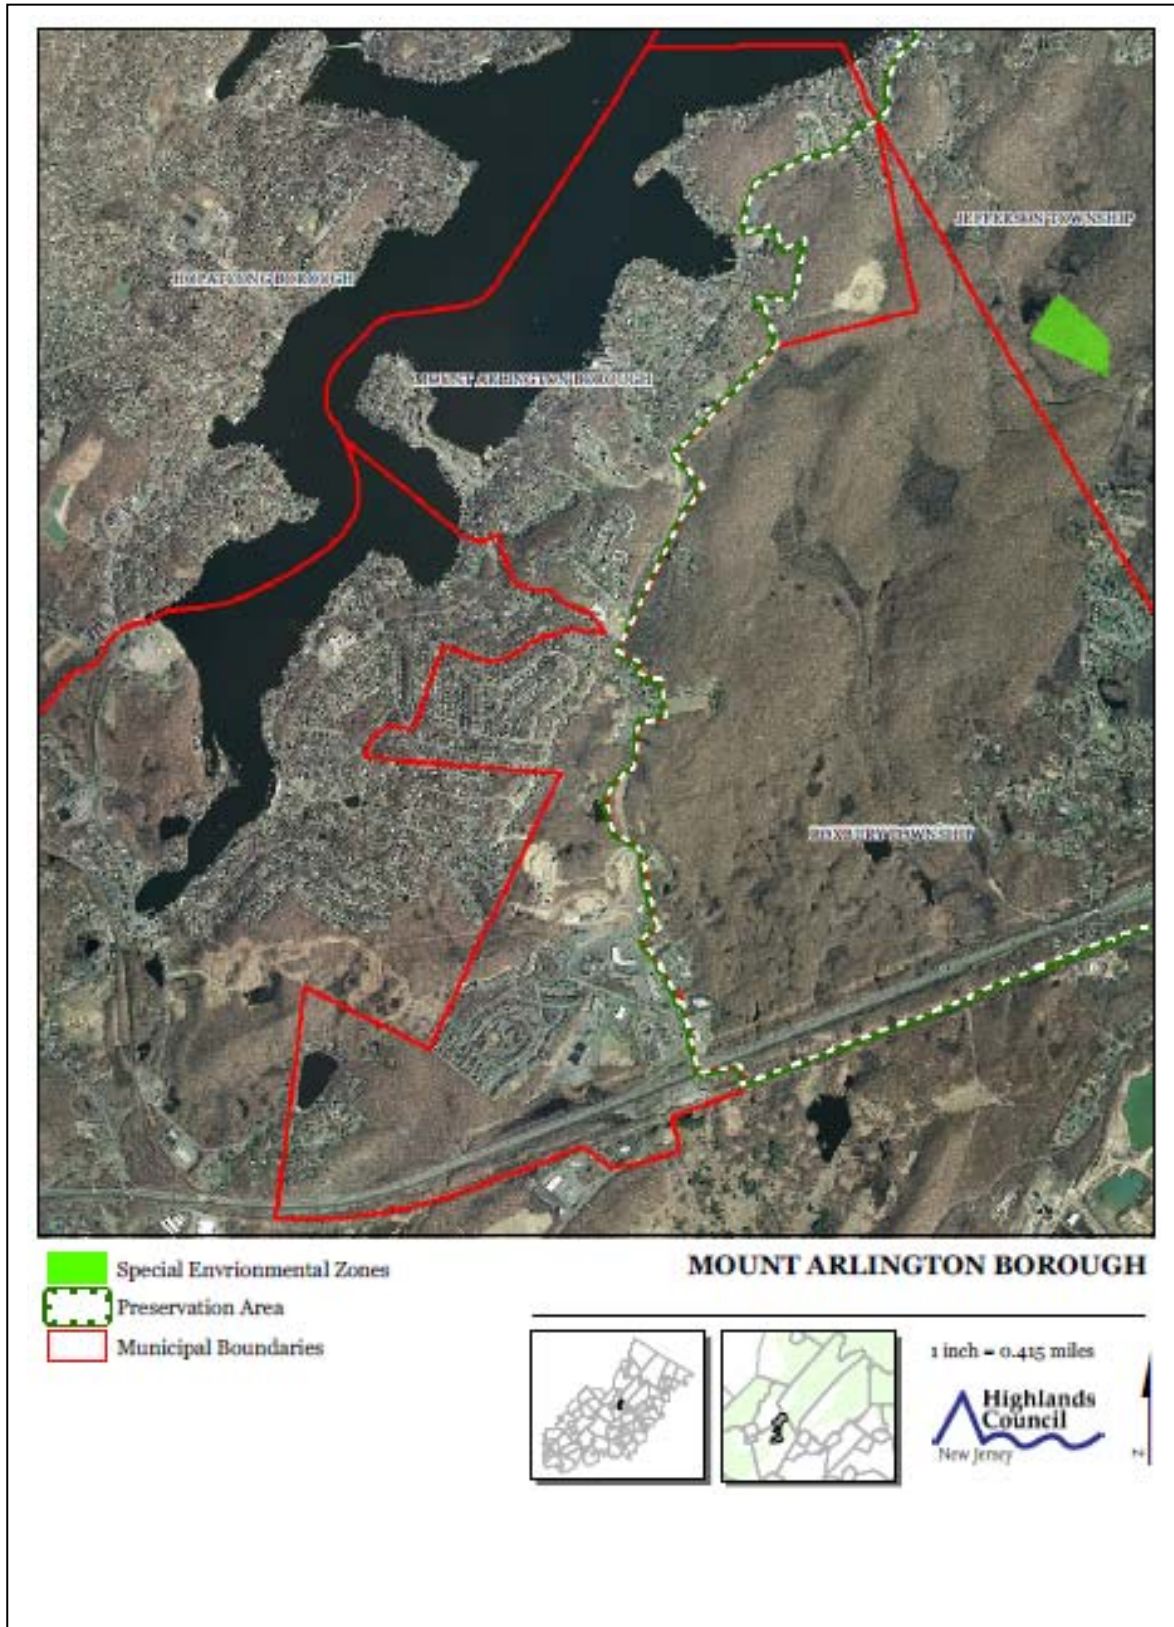 JEFFERSON TOWNSHIP
HOPATCONG BOROUGH
MOUNT ARLINGTON BOROUGH
ROXBURY TOWNSHIP
Special Envrionmental Zones
Preservation Area
Municipal Boundaries
MOUNT ARLINGTON BOROUGH
1 inch = 0.415 miles
Highlands
Council
New Jersey
N